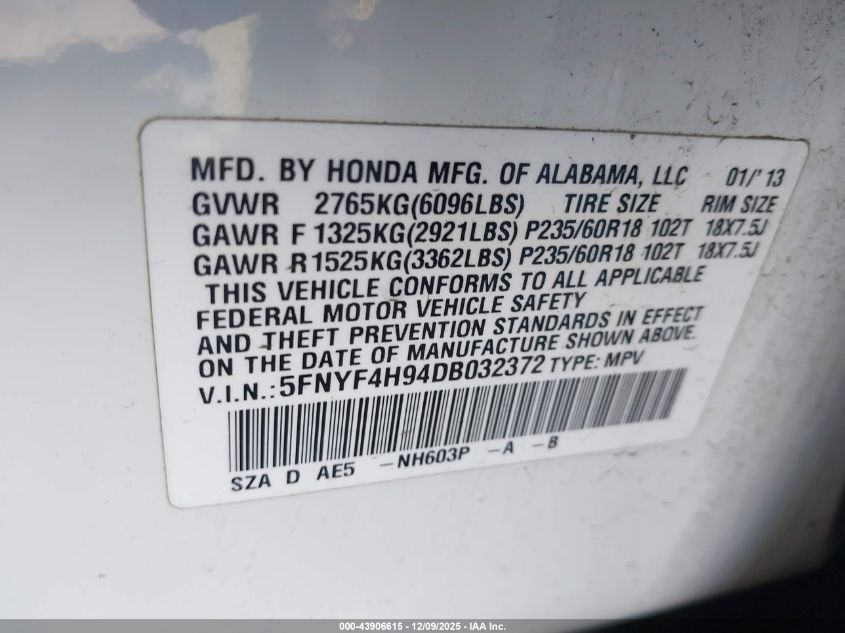 MFD. BY HONDA MFG. OF ALABAMA, LLC 01/'13
GVWR 2765KG(6096LBS) TIRE SIZE RIM SIZE
GAWR F 1325KG(2921LBS) P235/60R18 102T 18X7.5J
GAWR R 1525KG(3362LBS) P235/60R18 102T 18X7.5J
THIS VEHICLE CONFORMS TO ALL APPLICABLE
FEDERAL MOTOR VEHICLE SAFETY
AND THEFT PREVENTION STANDARDS IN EFFECT
ON THE DATE OF MANUFACTURE SHOWN ABOVE.
V.I.N.: 5FNYF4H94DB032372 TYPE: MPV
SZA D AE5 -NH603P -A -B
000-43906615 - 12/09/2025 - IAA Inc.